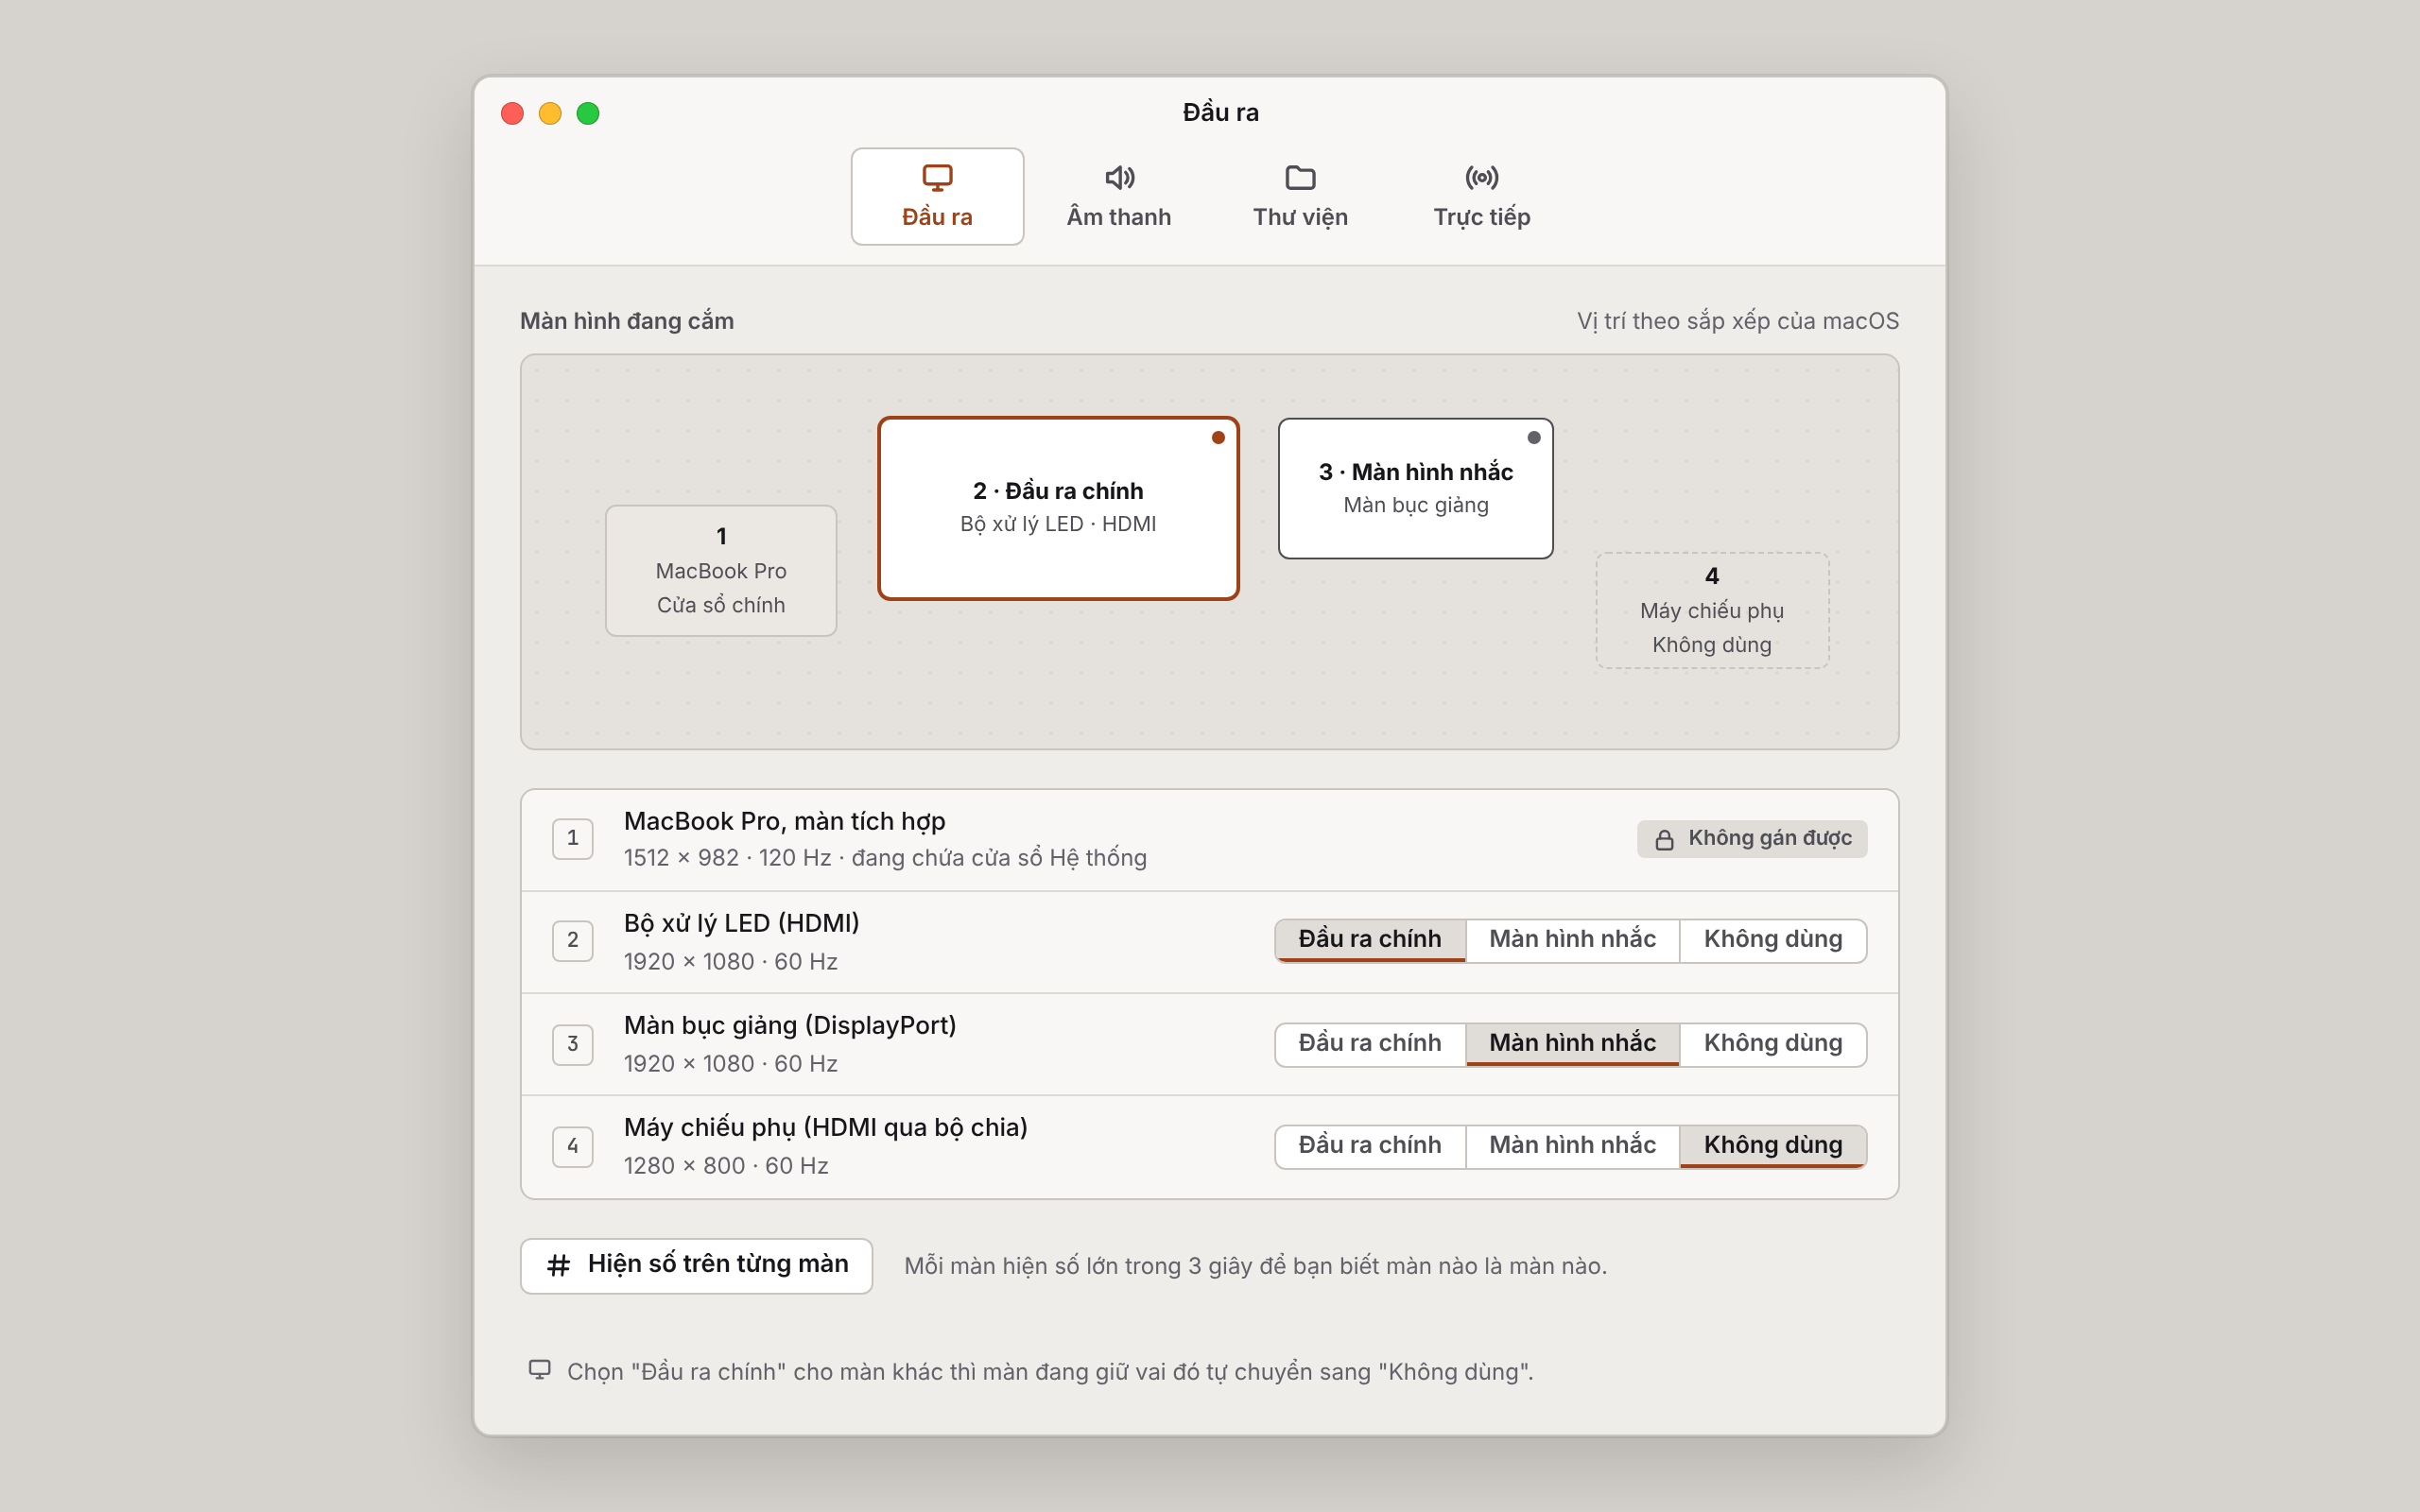 Đầu ra
Đầu ra
Âm thanh
Thư viện
Trực tiếp
Màn hình đang cắm
Vị trí theo sắp xếp của macOS
1
MacBook Pro
Cửa sổ chính
2 · Đầu ra chính
Bộ xử lý LED · HDMI
3 · Màn hình nhắc
Màn bục giảng
4
Máy chiếu phụ
Không dùng
1
MacBook Pro, màn tích hợp
1512 × 982 · 120 Hz · đang chứa cửa sổ Hệ thống
Không gán được
2
Bộ xử lý LED (HDMI)
1920 × 1080 · 60 Hz
Đầu ra chính
Màn hình nhắc
Không dùng
3
Màn bục giảng (DisplayPort)
1920 × 1080 · 60 Hz
Đầu ra chính
Màn hình nhắc
Không dùng
4
Máy chiếu phụ (HDMI qua bộ chia)
1280 × 800 · 60 Hz
Đầu ra chính
Màn hình nhắc
Không dùng
Hiện số trên từng màn
Mỗi màn hiện số lớn trong 3 giây để bạn biết màn nào là màn nào.
Chọn "Đầu ra chính" cho màn khác thì màn đang giữ vai đó tự chuyển sang "Không dùng".